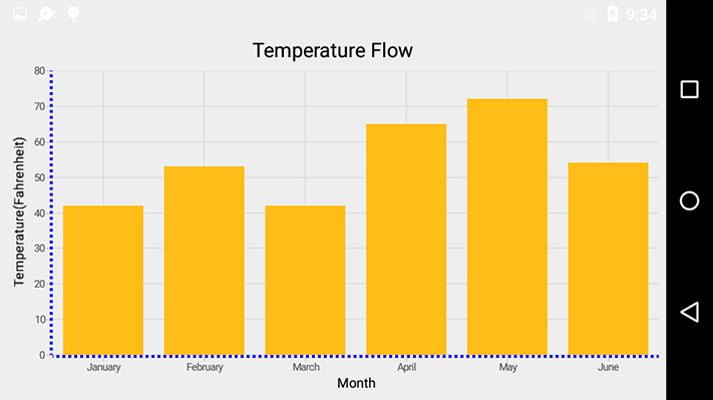 9:34
Temperature Flow
Temperature(Fahrenheit)
80
70
60
50
40
30
20
10
0
January February March April May June
Month